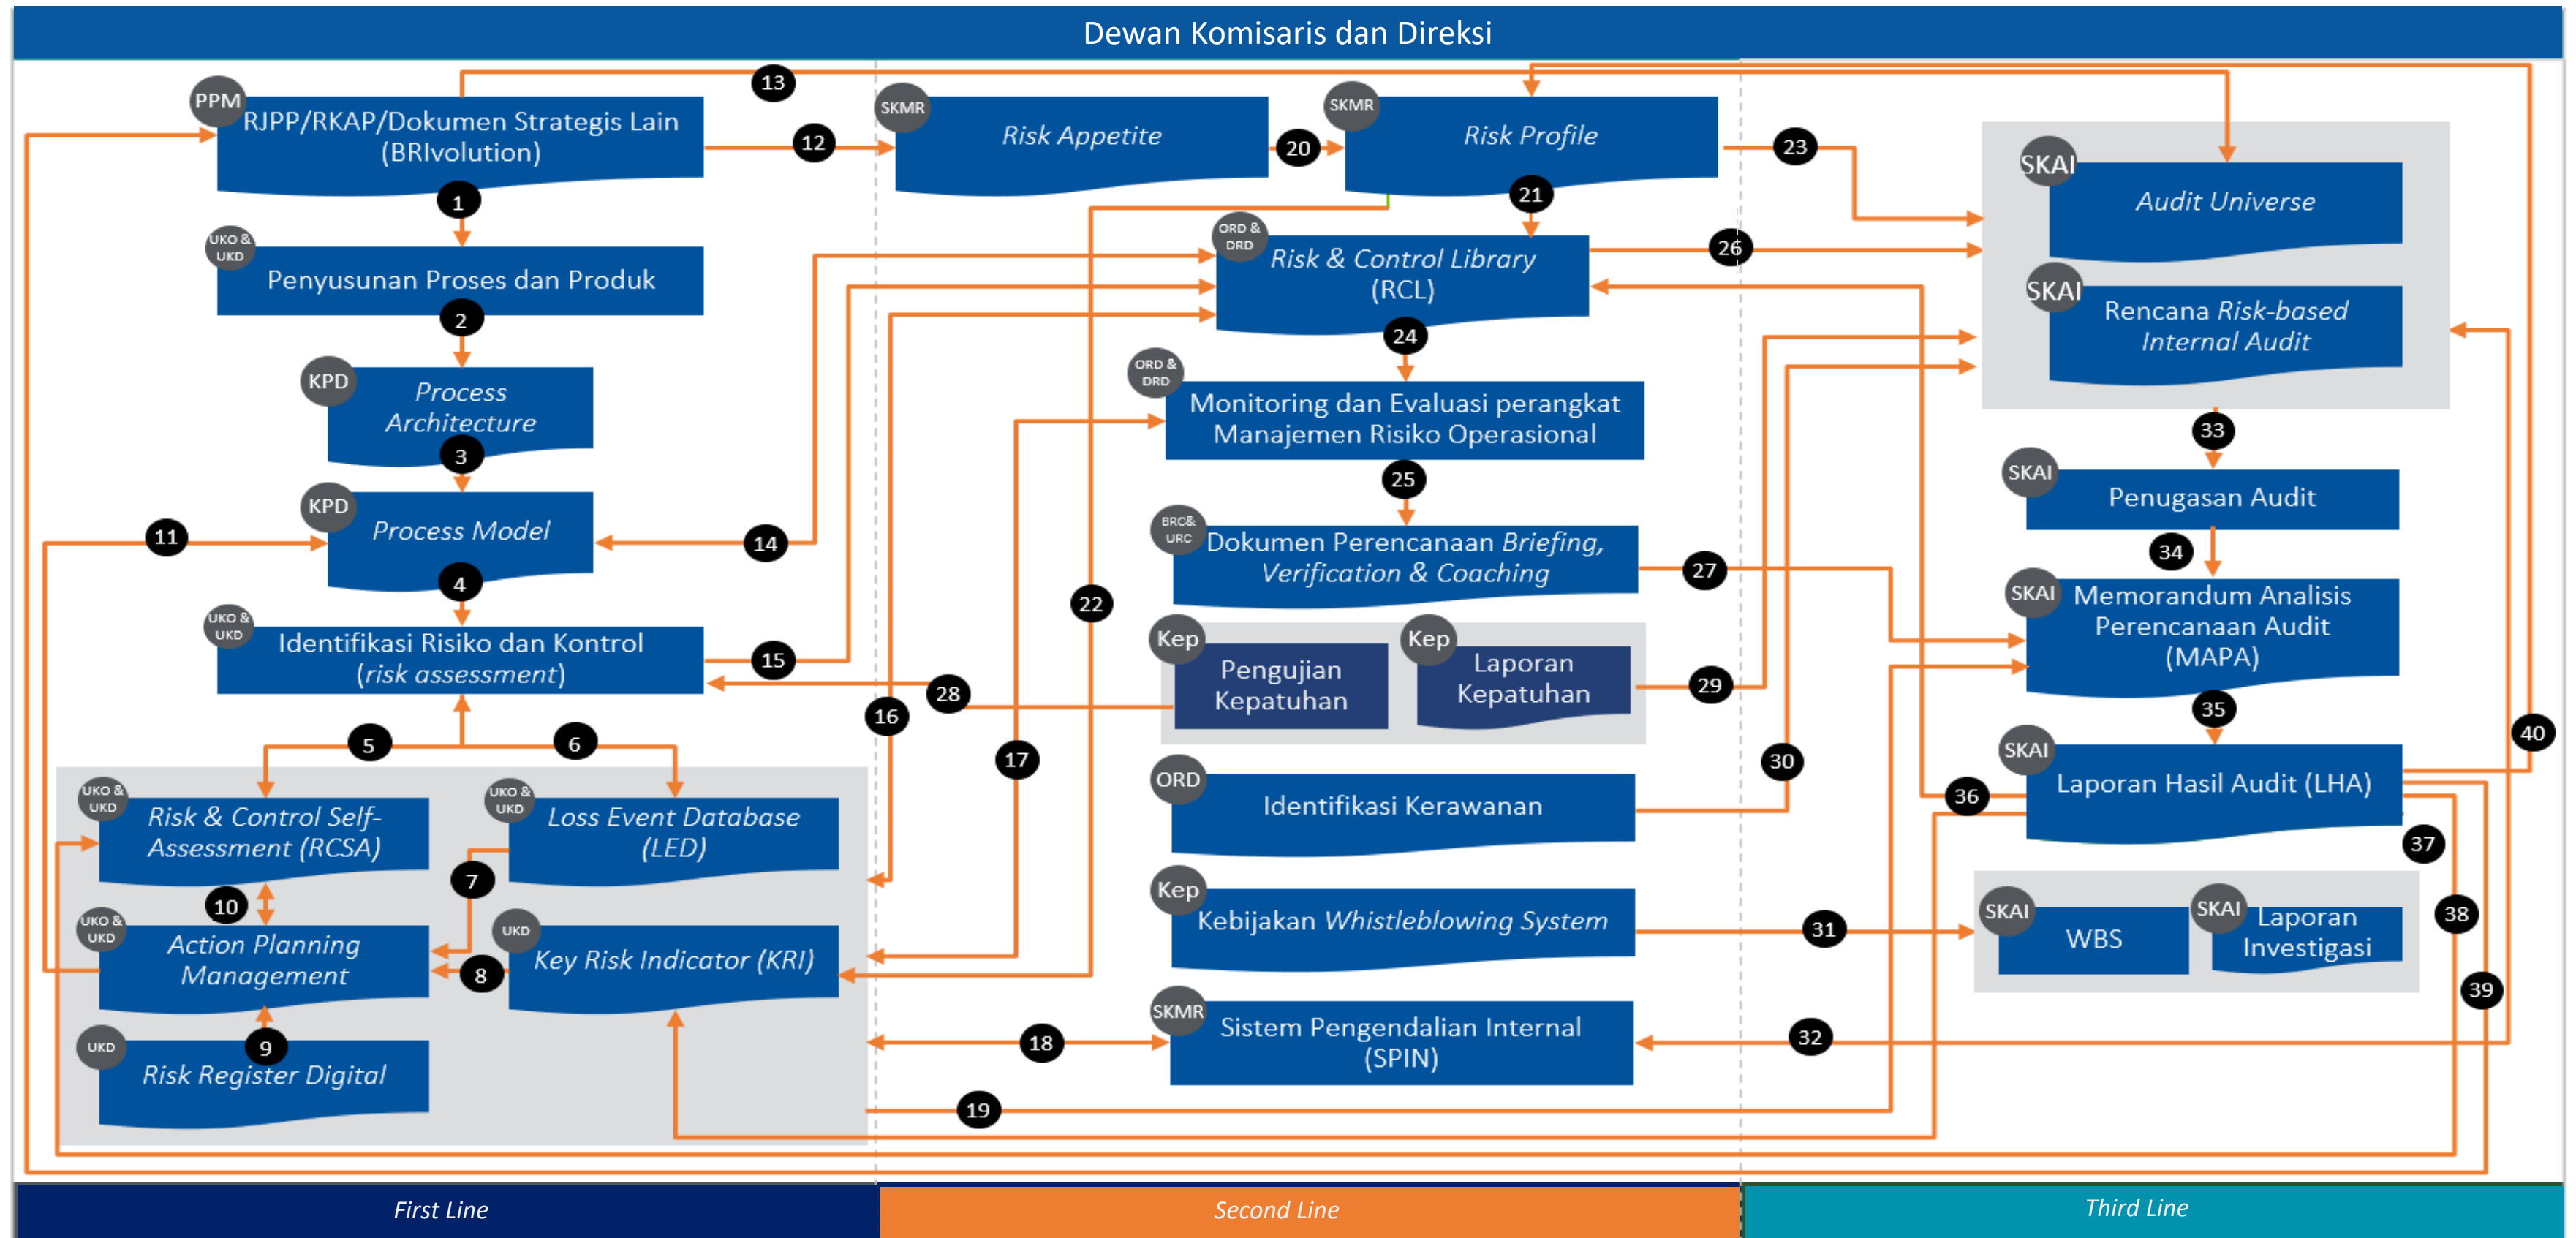 Dewan Komisaris dan Direksi
PPM
RJPP/RKAP/Dokumen Strategis Lain
(BRIvolution)
1
UKO &
UKD
Penyusunan Proses dan Produk
2
KPD
Process
Architecture
3
KPD
Process Model
4
11
UKO &
UKD
Identifikasi Risiko dan Kontrol
(risk assessment)
5
6
UKO &
UKD
Risk & Control Self-
Assessment (RCSA)
UKO &
UKD
Loss Event Database
(LED)
7
10
UKO &
UKD
Action Planning
Management
8
UKD
Key Risk Indicator (KRI)
9
UKD
Risk Register Digital
13
12
14
15
16
17
18
19
SKMR
Risk Appetite
20
SKMR
Risk Profile
21
22
23
ORD &
DRD
Risk & Control Library
(RCL)
24
26
ORD &
DRD
Monitoring dan Evaluasi perangkat
Manajemen Risiko Operasional
25
BRC&
URC
Dokumen Perencanaan Briefing,
Verification & Coaching
27
28
Kep
Pengujian
Kepatuhan
Kep
Laporan
Kepatuhan
29
ORD
Identifikasi Kerawanan
30
Kep
Kebijakan Whistleblowing System
31
SKMR
Sistem Pengendalian Internal
(SPIN)
32
SKAI
Audit Universe
SKAI
Rencana Risk-based
Internal Audit
33
SKAI
Penugasan Audit
34
SKAI
Memorandum Analisis
Perencanaan Audit
(MAPA)
35
SKAI
Laporan Hasil Audit (LHA)
36
37
38
39
40
SKAI
WBS
SKAI
Laporan
Investigasi
First Line
Second Line
Third Line